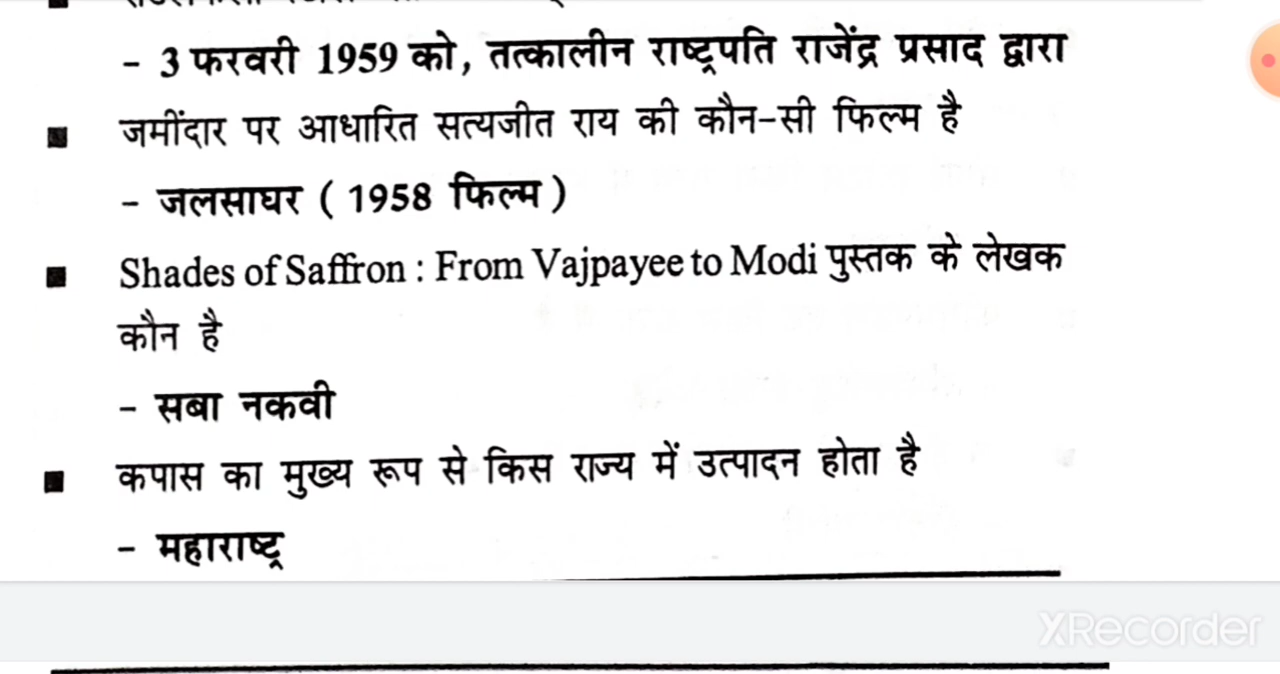 - 3 फरवरी 1959 को, तत्कालीन राष्ट्रपति राजेंद्र प्रसाद द्वारा
■ जमींदार पर आधारित सत्यजीत राय की कौन-सी फिल्म है
- जलसाघर ( 1958 फिल्म )
■ Shades of Saffron : From Vajpayee to Modi पुस्तक के लेखक
कौन है
- सबा नकवी
■ कपास का मुख्य रूप से किस राज्य में उत्पादन होता है
- महाराष्ट्र
XRecorder